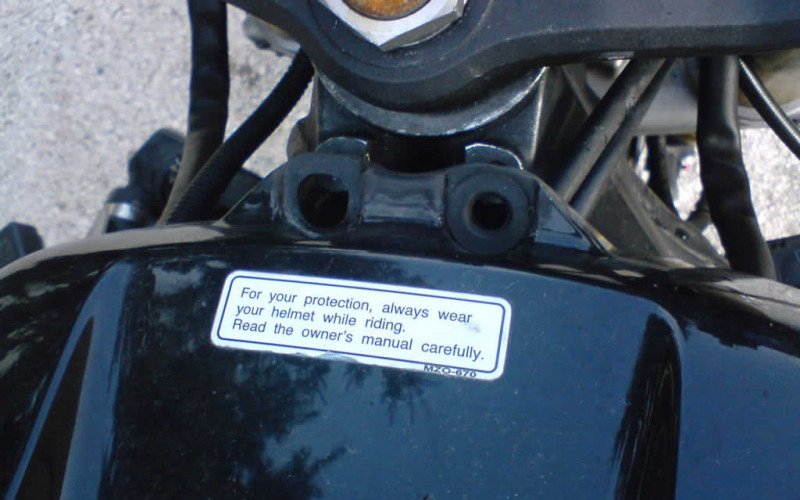 For your protection, always wear
your helmet while riding.
Read the owner's manual carefully.
MZO-670